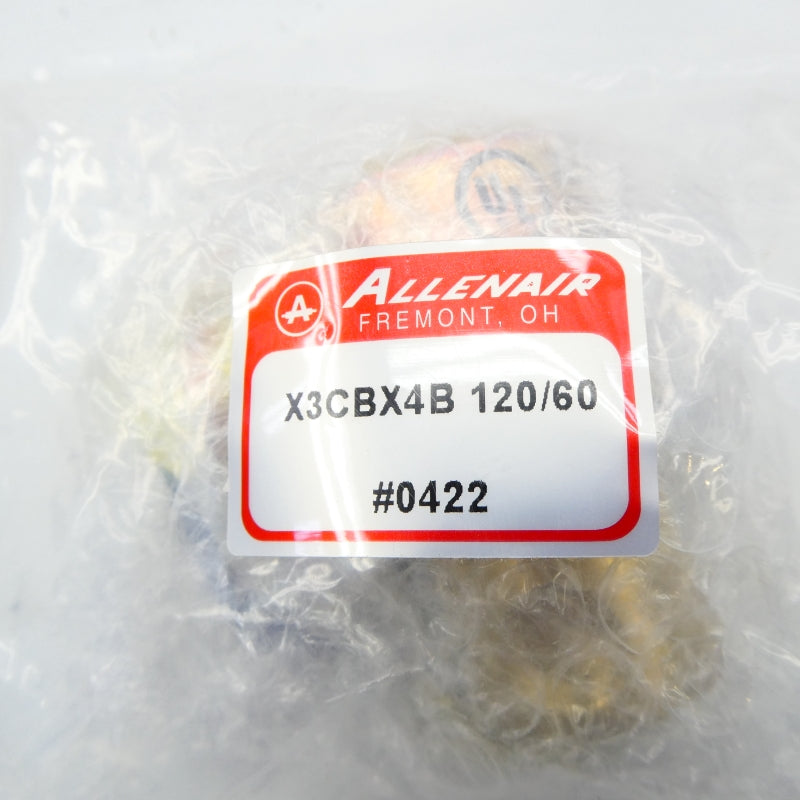 A ALLENAIR
FREMONT, OH
X3CBX4B 120/60
#0422